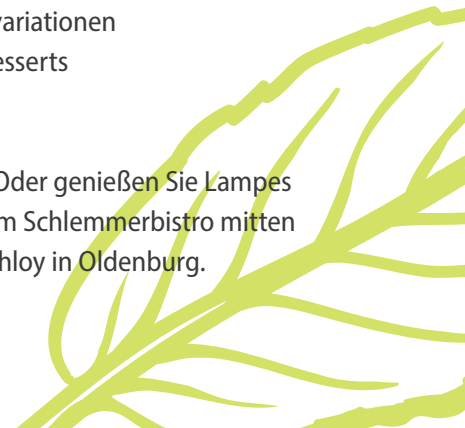 variationen
esserts
Oder genießen Sie Lampes
m Schlemmerbistro mitten
hloy in Oldenburg.